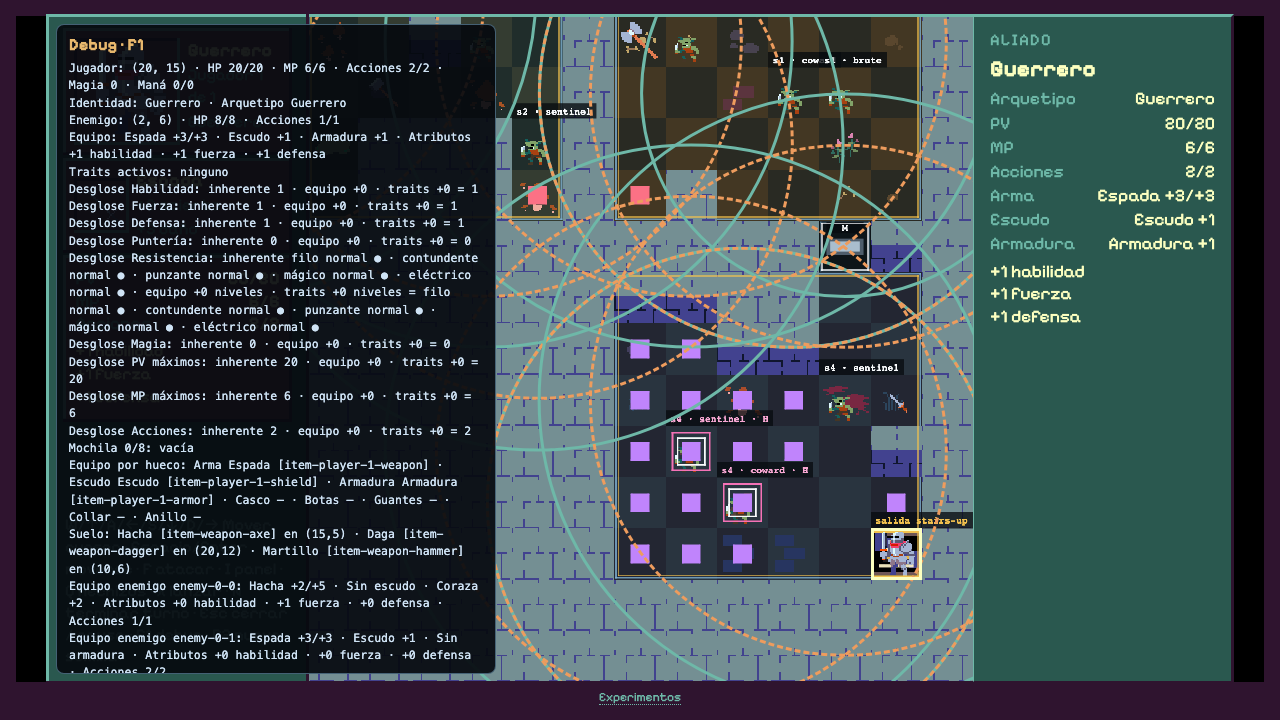 Debug·F1
Jugador: (20, 15) · HP 20/20 · MP 6/6 · Acciones 2/2 ·
Magia 0 · Maná 0/0
Identidad: Guerrero · Arquetipo Guerrero
Enemigo: (2, 6) · HP 8/8 · Acciones 1/1
Equipo: Espada +3/+3 · Escudo +1 · Armadura +1 · Atributos
+1 habilidad · +1 fuerza · +1 defensa
Traits activos: ninguno
Desglose Habilidad: inherente 1 · equipo +0 · traits +0 = 1
Desglose Fuerza: inherente 1 · equipo +0 · traits +0 = 1
Desglose Defensa: inherente 1 · equipo +0 · traits +0 = 1
Desglose Puntería: inherente 0 · equipo +0 · traits +0 = 0
Desglose Resistencia: inherente filo normal ● · contundente
normal ● · punzante normal ● · mágico normal ● · eléctrico
normal ● · equipo +0 niveles · traits +0 niveles = filo
normal ● · contundente normal ● · punzante normal ● ·
mágico normal ● · eléctrico normal ●
Desglose Magia: inherente 0 · equipo +0 · traits +0 = 0
Desglose PV máximos: inherente 20 · equipo +0 · traits +0 =
20
Desglose MP máximos: inherente 6 · equipo +0 · traits +0 =
6
Desglose Acciones: inherente 2 · equipo +0 · traits +0 = 2
Mochila 0/8: vacía
Equipo por hueco: Arma Espada [item-player-1-weapon] ·
Escudo Escudo [item-player-1-shield] · Armadura Armadura
[item-player-1-armor] · Casco — · Botas — · Guantes — ·
Collar — · Anillo —
Suelo: Hacha [item-weapon-axe] en (15,5) · Daga [item-
weapon-dagger] en (20,12) · Martillo [item-weapon-hammer]
en (10,6)
Equipo enemigo enemy-0-0: Hacha +2/+5 · Sin escudo · Coraza
+2 · Atributos +0 habilidad · +1 fuerza · +0 defensa ·
Acciones 1/1
Equipo enemigo enemy-0-1: Espada +3/+3 · Escudo +1 · Sin
armadura · Atributos +0 habilidad · +0 fuerza · +0 defensa
· Acciones 2/2
s2 · sentinel
s1 · cow s1 · brute
M
s4 · sentinel
s4 · sentinel · H
s4 · coward · H
salida stairs-up
ALIADO
Guerrero
Arquetipo Guerrero
PV 20/20
MP 6/6
Acciones 2/2
Arma Espada +3/+3
Escudo Escudo +1
Armadura Armadura +1
+1 habilidad
+1 fuerza
+1 defensa
Experimentos